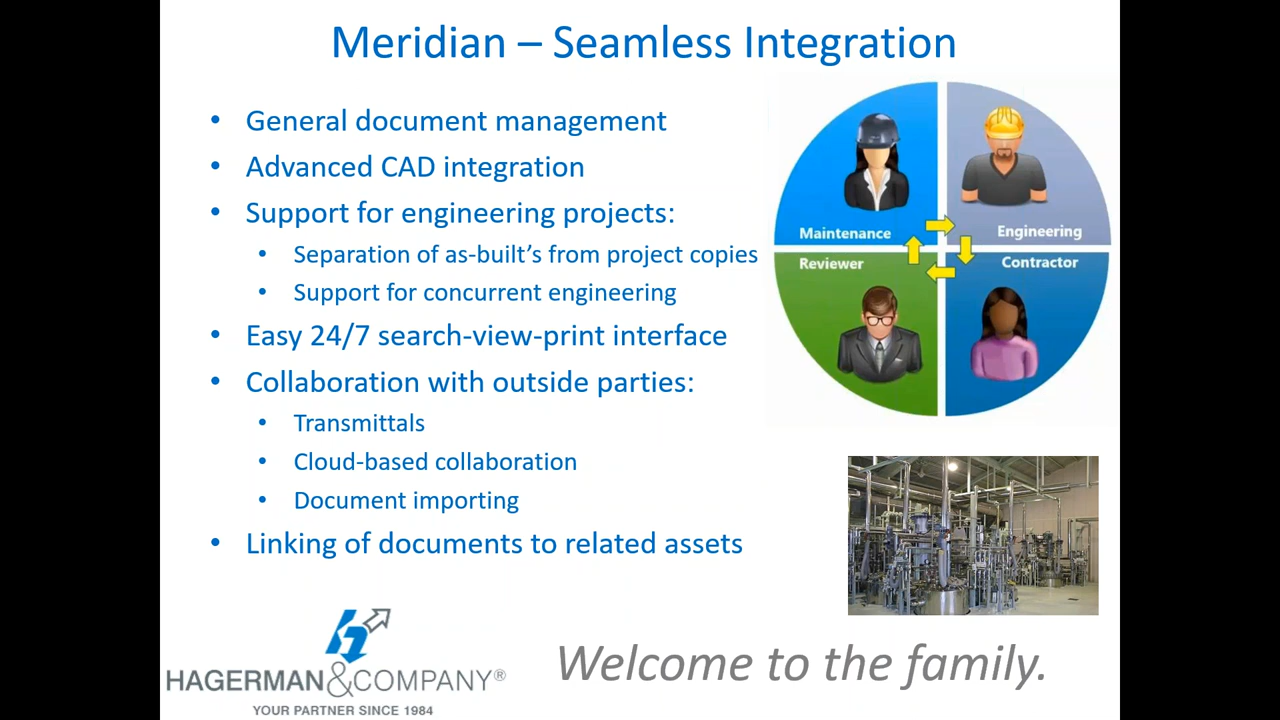 Meridian – Seamless Integration
• General document management
• Advanced CAD integration
• Support for engineering projects:
• Separation of as-built’s from project copies
• Support for concurrent engineering
• Easy 24/7 search-view-print interface
• Collaboration with outside parties:
• Transmittals
• Cloud-based collaboration
• Document importing
• Linking of documents to related assets
Maintenance
Engineering
Reviewer
Contractor
HAGERMAN&COMPANY®
YOUR PARTNER SINCE 1984
Welcome to the family.